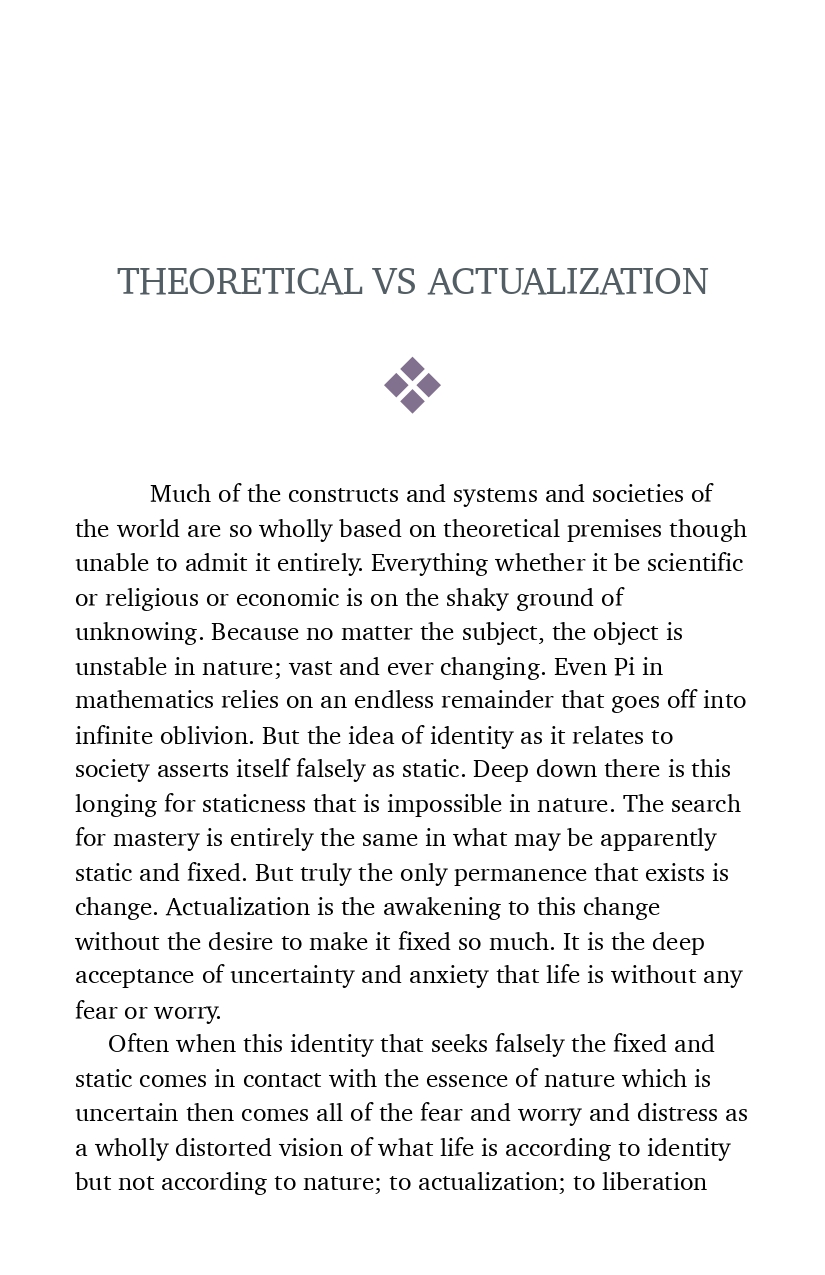 THEORETICAL VS ACTUALIZATION
Much of the constructs and systems and societies of
the world are so wholly based on theoretical premises though
unable to admit it entirely. Everything whether it be scientific
or religious or economic is on the shaky ground of
unknowing. Because no matter the subject, the object is
unstable in nature; vast and ever changing. Even Pi in
mathematics relies on an endless remainder that goes off into
infinite oblivion. But the idea of identity as it relates to
society asserts itself falsely as static. Deep down there is this
longing for staticness that is impossible in nature. The search
for mastery is entirely the same in what may be apparently
static and fixed. But truly the only permanence that exists is
change. Actualization is the awakening to this change
without the desire to make it fixed so much. It is the deep
acceptance of uncertainty and anxiety that life is without any
fear or worry.
Often when this identity that seeks falsely the fixed and
static comes in contact with the essence of nature which is
uncertain then comes all of the fear and worry and distress as
a wholly distorted vision of what life is according to identity
but not according to nature; to actualization; to liberation